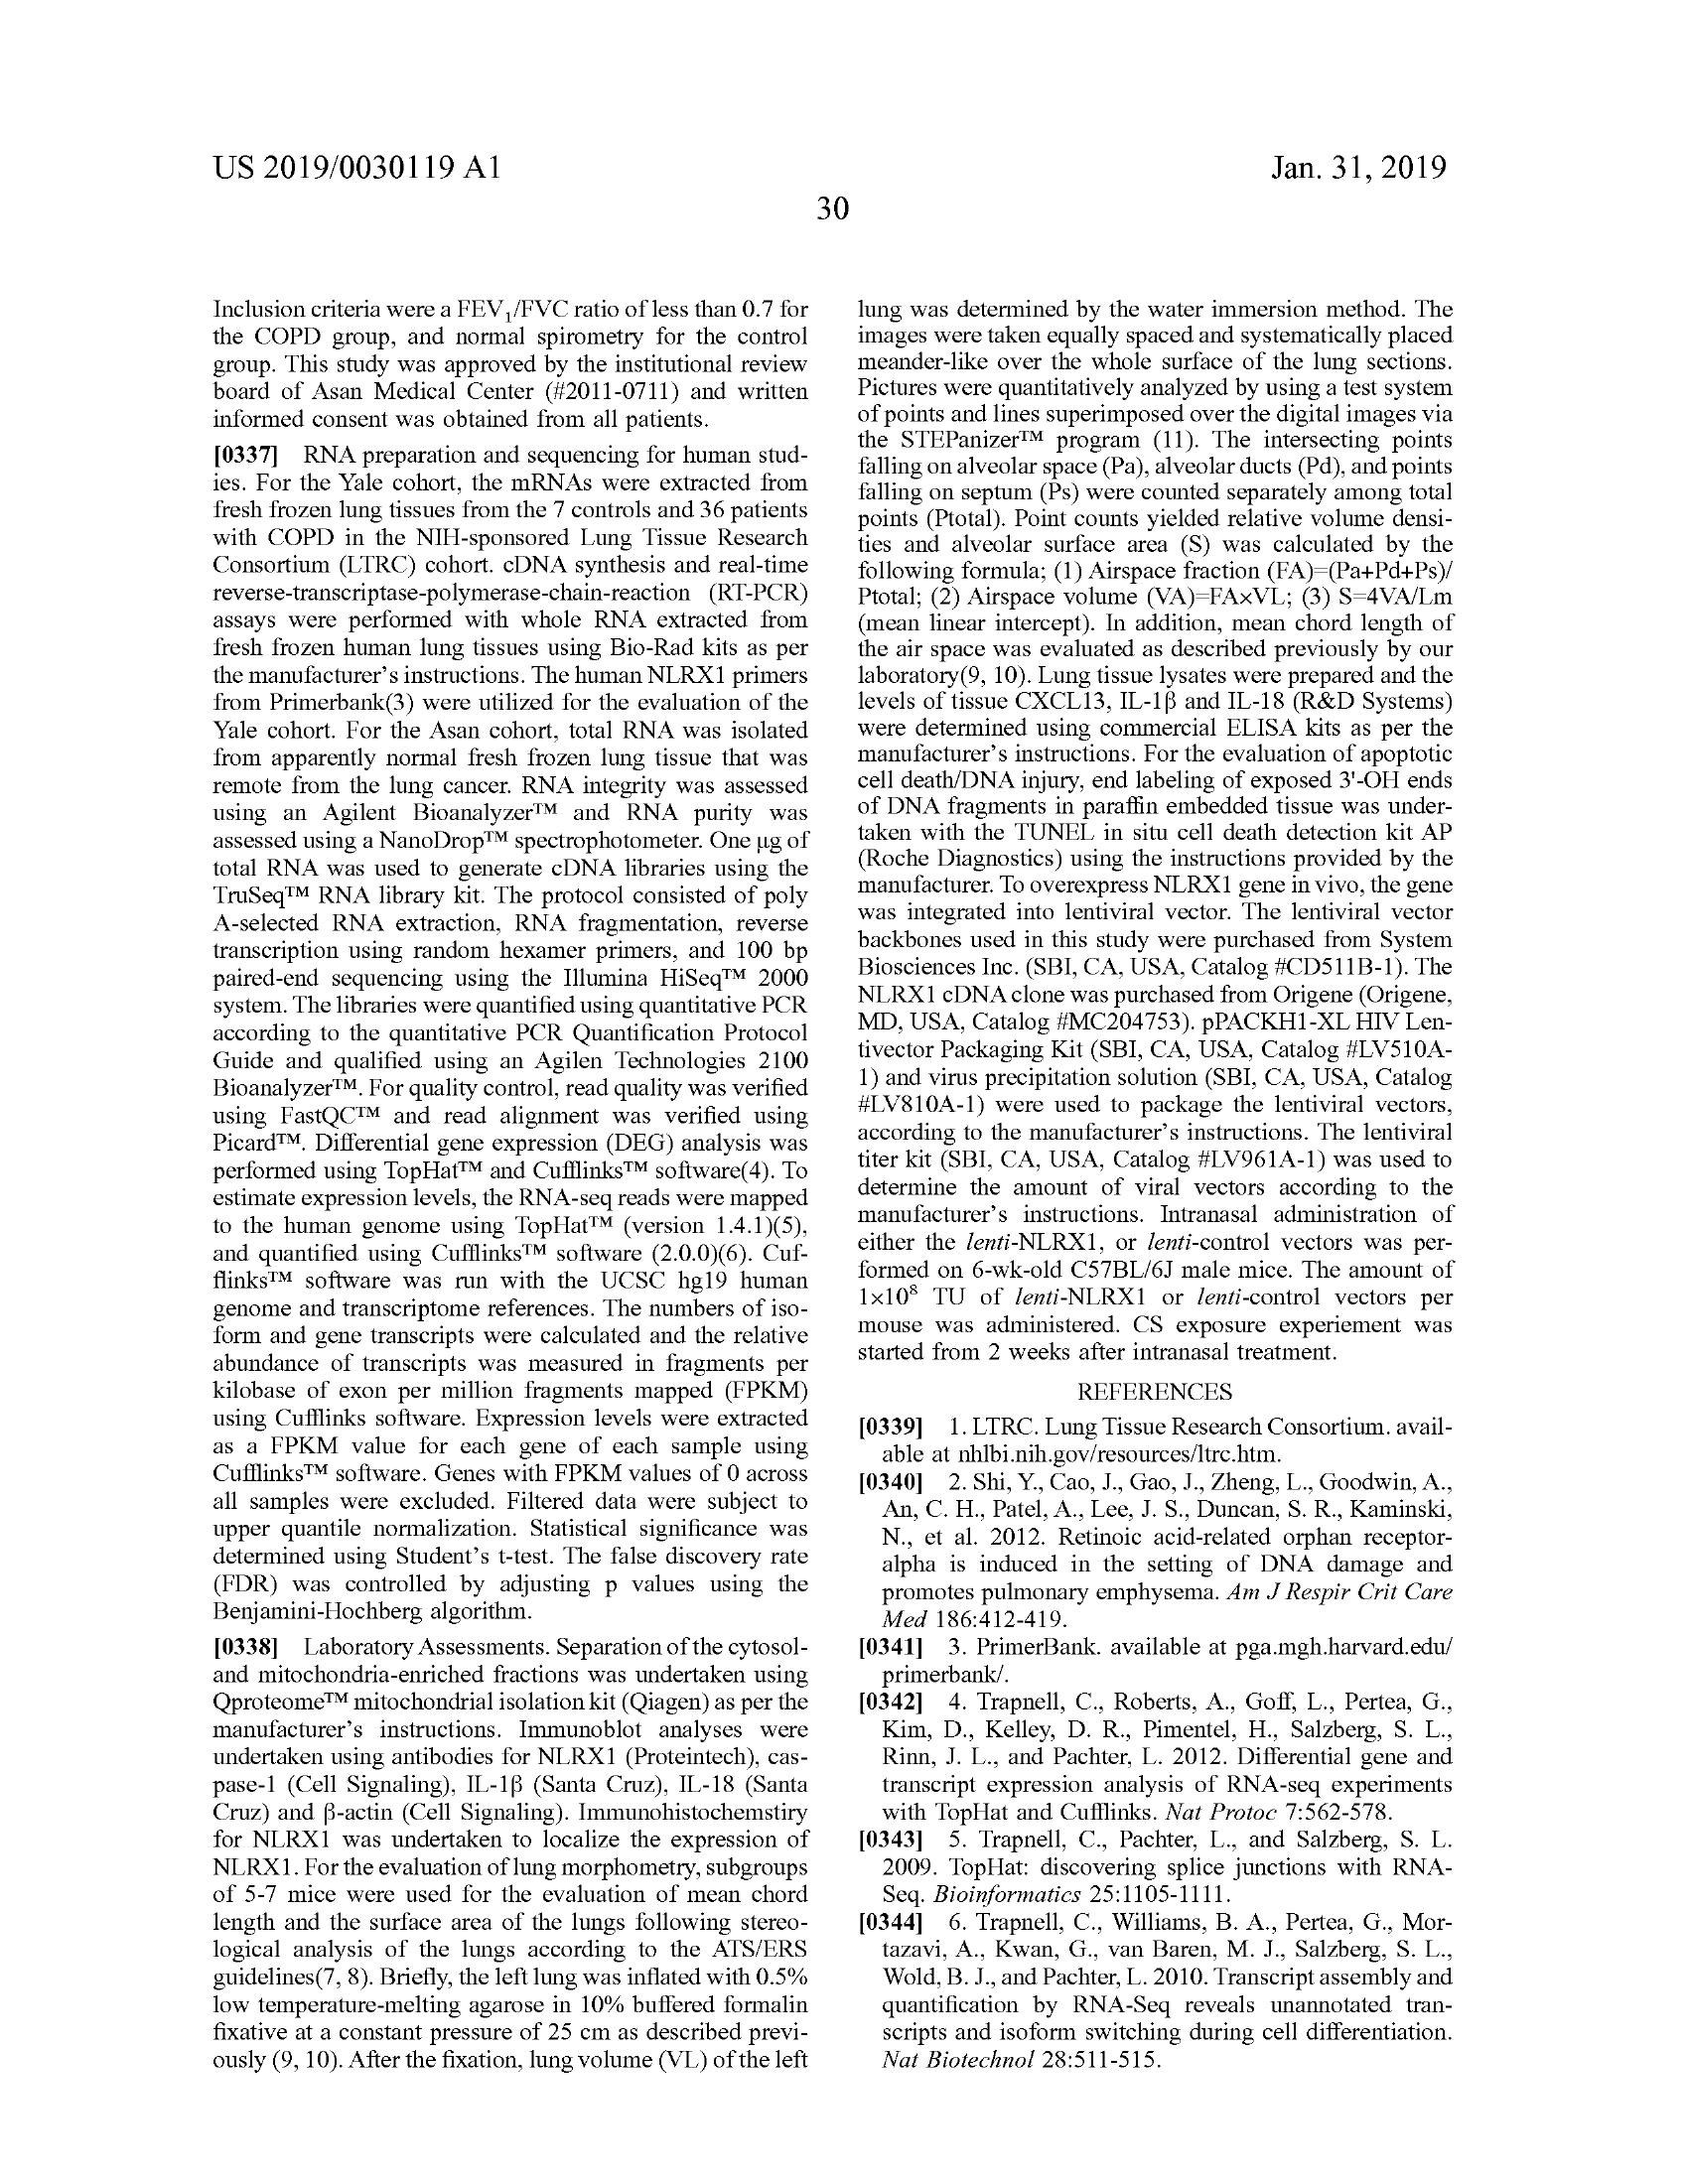 US 2019/0030119 A1
Jan. 31, 2019
30
Inclusion criteria were a FEV₁/FVC ratio of less than 0.7 for
the COPD group, and normal spirometry for the control
group. This study was approved by the institutional review
board of Asan Medical Center (#2011-0711) and written
informed consent was obtained from all patients.
[0337] RNA preparation and sequencing for human stud-
ies. For the Yale cohort, the mRNAs were extracted from
fresh frozen lung tissues from the 7 controls and 36 patients
with COPD in the NIH-sponsored Lung Tissue Research
Consortium (LTRC) cohort. cDNA synthesis and real-time
reverse-transcriptase-polymerase-chain-reaction (RT-PCR)
assays were performed with whole RNA extracted from
fresh frozen human lung tissues using Bio-Rad kits as per
the manufacturer's instructions. The human NLRX1 primers
from Primerbank(3) were utilized for the evaluation of the
Yale cohort. For the Asan cohort, total RNA was isolated
from apparently normal fresh frozen lung tissue that was
remote from the lung cancer. RNA integrity was assessed
using an Agilent Bioanalyzer™ and RNA purity was
assessed using a NanoDrop™ spectrophotometer. One μg of
total RNA was used to generate cDNA libraries using the
TruSeq™ RNA library kit. The protocol consisted of poly
A-selected RNA extraction, RNA fragmentation, reverse
transcription using random hexamer primers, and 100 bp
paired-end sequencing using the Illumina HiSeq™ 2000
system. The libraries were quantified using quantitative PCR
according to the quantitative PCR Quantification Protocol
Guide and qualified using an Agilen Technologies 2100
Bioanalyzer™. For quality control, read quality was verified
using FastQC™ and read alignment was verified using
Picard™. Differential gene expression (DEG) analysis was
performed using TopHat™ and Cufflinks™ software(4). To
estimate expression levels, the RNA-seq reads were mapped
to the human genome using TopHat™ (version 1.4.1)(5),
and quantified using Cufflinks™ software (2.0.0)(6). Cuf-
flinks™ software was run with the UCSC hg19 human
genome and transcriptome references. The numbers of iso-
form and gene transcripts were calculated and the relative
abundance of transcripts was measured in fragments per
kilobase of exon per million fragments mapped (FPKM)
using Cufflinks software. Expression levels were extracted
as a FPKM value for each gene of each sample using
Cufflinks™ software. Genes with FPKM values of 0 across
all samples were excluded. Filtered data were subject to
upper quantile normalization. Statistical significance was
determined using Student's t-test. The false discovery rate
(FDR) was controlled by adjusting p values using the
Benjamini-Hochberg algorithm.
[0338] Laboratory Assessments. Separation of the cytosol-
and mitochondria-enriched fractions was undertaken using
Qproteome™ mitochondrial isolation kit (Qiagen) as per the
manufacturer's instructions. Immunoblot analyses were
undertaken using antibodies for NLRX1 (Proteintech), cas-
pase-1 (Cell Signaling), IL-1β (Santa Cruz), IL-18 (Santa
Cruz) and β-actin (Cell Signaling). Immunohistochemstiry
for NLRX1 was undertaken to localize the expression of
NLRX1. For the evaluation of lung morphometry, subgroups
of 5-7 mice were used for the evaluation of mean chord
length and the surface area of the lungs following stereo-
logical analysis of the lungs according to the ATS/ERS
guidelines(7, 8). Briefly, the left lung was inflated with 0.5%
low temperature-melting agarose in 10% buffered formalin
fixative at a constant pressure of 25 cm as described previ-
ously (9, 10). After the fixation, lung volume (VL) of the left
lung was determined by the water immersion method. The
images were taken equally spaced and systematically placed
meander-like over the whole surface of the lung sections.
Pictures were quantitatively analyzed by using a test system
of points and lines superimposed over the digital images via
the STEPanizer™ program (11). The intersecting points
falling on alveolar space (Pa), alveolar ducts (Pd), and points
falling on septum (Ps) were counted separately among total
points (Ptotal). Point counts yielded relative volume densi-
ties and alveolar surface area (S) was calculated by the
following formula; (1) Airspace fraction (FA)=(Pa+Pd+Ps)/
Ptotal; (2) Airspace volume (VA)=FAxVL; (3) S=4VA/Lm
(mean linear intercept). In addition, mean chord length of
the air space was evaluated as described previously by our
laboratory(9, 10). Lung tissue lysates were prepared and the
levels of tissue CXCL13, IL-1β and IL-18 (R&D Systems)
were determined using commercial ELISA kits as per the
manufacturer's instructions. For the evaluation of apoptotic
cell death/DNA injury, end labeling of exposed 3'-OH ends
of DNA fragments in paraffin embedded tissue was under-
taken with the TUNEL in situ cell death detection kit AP
(Roche Diagnostics) using the instructions provided by the
manufacturer. To overexpress NLRX1 gene in vivo, the gene
was integrated into lentiviral vector. The lentiviral vector
backbones used in this study were purchased from System
Biosciences Inc. (SBI, CA, USA, Catalog #CD511B-1). The
NLRX1 cDNA clone was purchased from Origene (Origene,
MD, USA, Catalog #MC204753). pPACKH1-XL HIV Len-
tivector Packaging Kit (SBI, CA, USA, Catalog #LV510A-
1) and virus precipitation solution (SBI, CA, USA, Catalog
#LV810A-1) were used to package the lentiviral vectors,
according to the manufacturer's instructions. The lentiviral
titer kit (SBI, CA, USA, Catalog #LV961A-1) was used to
determine the amount of viral vectors according to the
manufacturer's instructions. Intranasal administration of
either the lenti-NLRX1, or lenti-control vectors was per-
formed on 6-wk-old C57BL/6J male mice. The amount of
1x10⁸ TU of lenti-NLRX1 or lenti-control vectors per
mouse was administered. CS exposure experiement was
started from 2 weeks after intranasal treatment.
REFERENCES
[0339] 1. LTRC. Lung Tissue Research Consortium. avail-
able at nhlbi.nih.gov/resources/ltrc.htm.
[0340] 2. Shi, Y., Cao, J., Gao, J., Zheng, L., Goodwin, A.,
An, C. H., Patel, A., Lee, J. S., Duncan, S. R., Kaminski,
N., et al. 2012. Retinoic acid-related orphan receptor-
alpha is induced in the setting of DNA damage and
promotes pulmonary emphysema. Am J Respir Crit Care
Med 186:412-419.
[0341] 3. PrimerBank. available at pga.mgh.harvard.edu/
primerbank/.
[0342] 4. Trapnell, C., Roberts, A., Goff, L., Pertea, G.,
Kim, D., Kelley, D. R., Pimentel, H., Salzberg, S. L.,
Rinn, J. L., and Pachter, L. 2012. Differential gene and
transcript expression analysis of RNA-seq experiments
with TopHat and Cufflinks. Nat Protoc 7:562-578.
[0343] 5. Trapnell, C., Pachter, L., and Salzberg, S. L.
2009. TopHat: discovering splice junctions with RNA-
Seq. Bioinformatics 25:1105-1111.
[0344] 6. Trapnell, C., Williams, B. A., Pertea, G., Mor-
tazavi, A., Kwan, G., van Baren, M. J., Salzberg, S. L.,
Wold, B. J., and Pachter, L. 2010. Transcript assembly and
quantification by RNA-Seq reveals unannotated tran-
scripts and isoform switching during cell differentiation.
Nat Biotechnol 28:511-515.